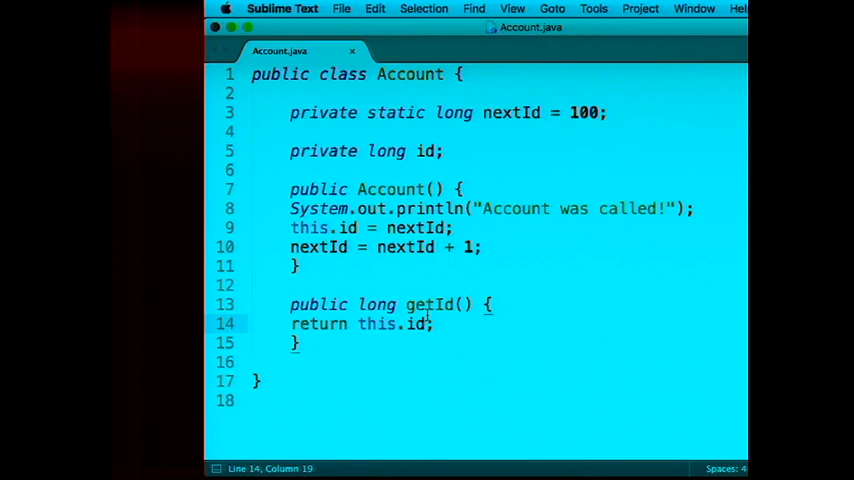 Sublime Text File Edit Selection Find View Goto Tools Project Window Hel
Account.java
Account.java ×
1 public class Account {
2
3 private static long nextId = 100;
4
5 private long id;
6
7 public Account() {
8 System.out.println("Account was called!");
9 this.id = nextId;
10 nextId = nextId + 1;
11 }
12
13 public long getId() {
14 return this.id;
15 }
16
17 }
18
Line 14, Column 19 Spaces: 4